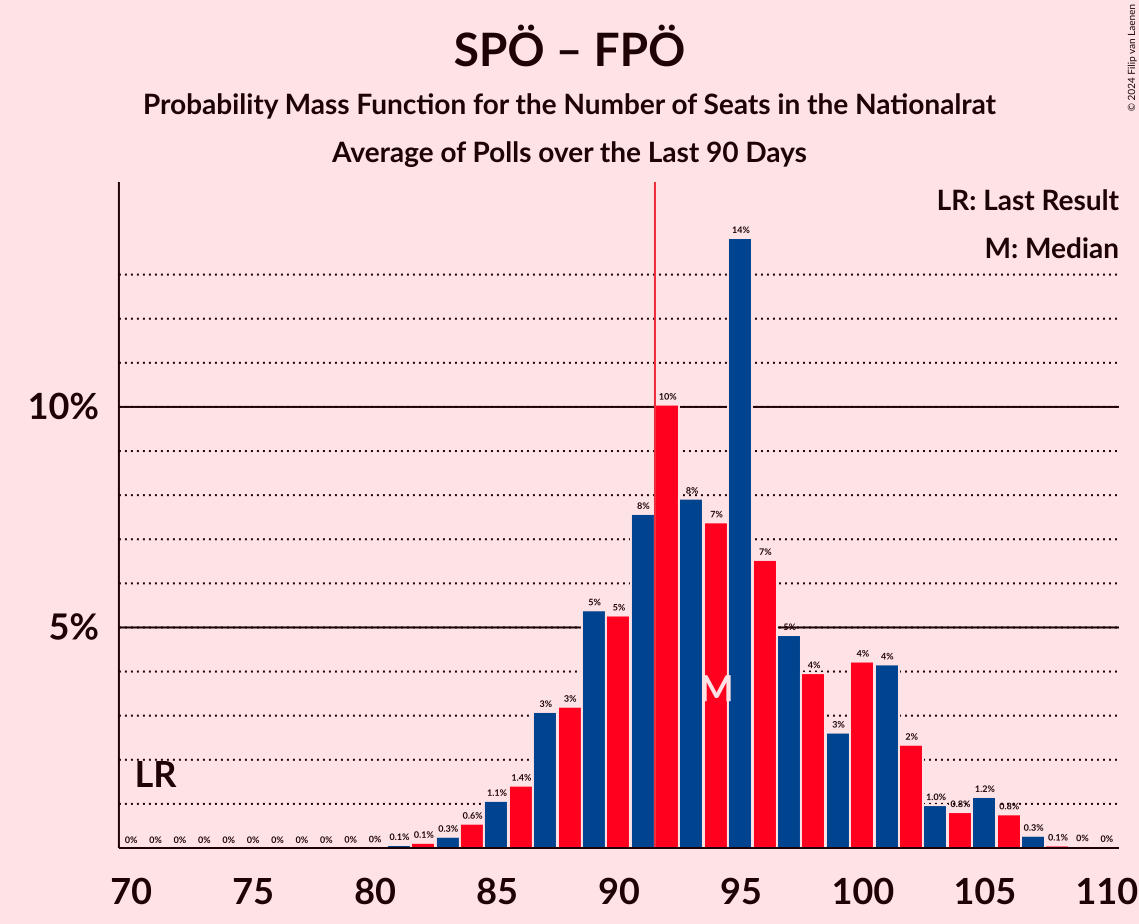 SPÖ – FPÖ
Probability Mass Function for the Number of Seats in the Nationalrat
Average of Polls over the Last 90 Days
© 2024 Filip van Laenen
LR: Last Result
M: Median
10%
5%
LR
M
0% 0% 0% 0% 0% 0% 0% 0% 0% 0% 0% 0.1% 0.1% 0.3% 0.6% 1.1% 1.4% 3% 3% 5% 5% 8% 10% 8% 7% 14% 7% 5% 4% 3% 4% 4% 2% 1.0% 0.8% 1.2% 0.8% 0.3% 0.1% 0% 0%
70 75 80 85 90 95 100 105 110